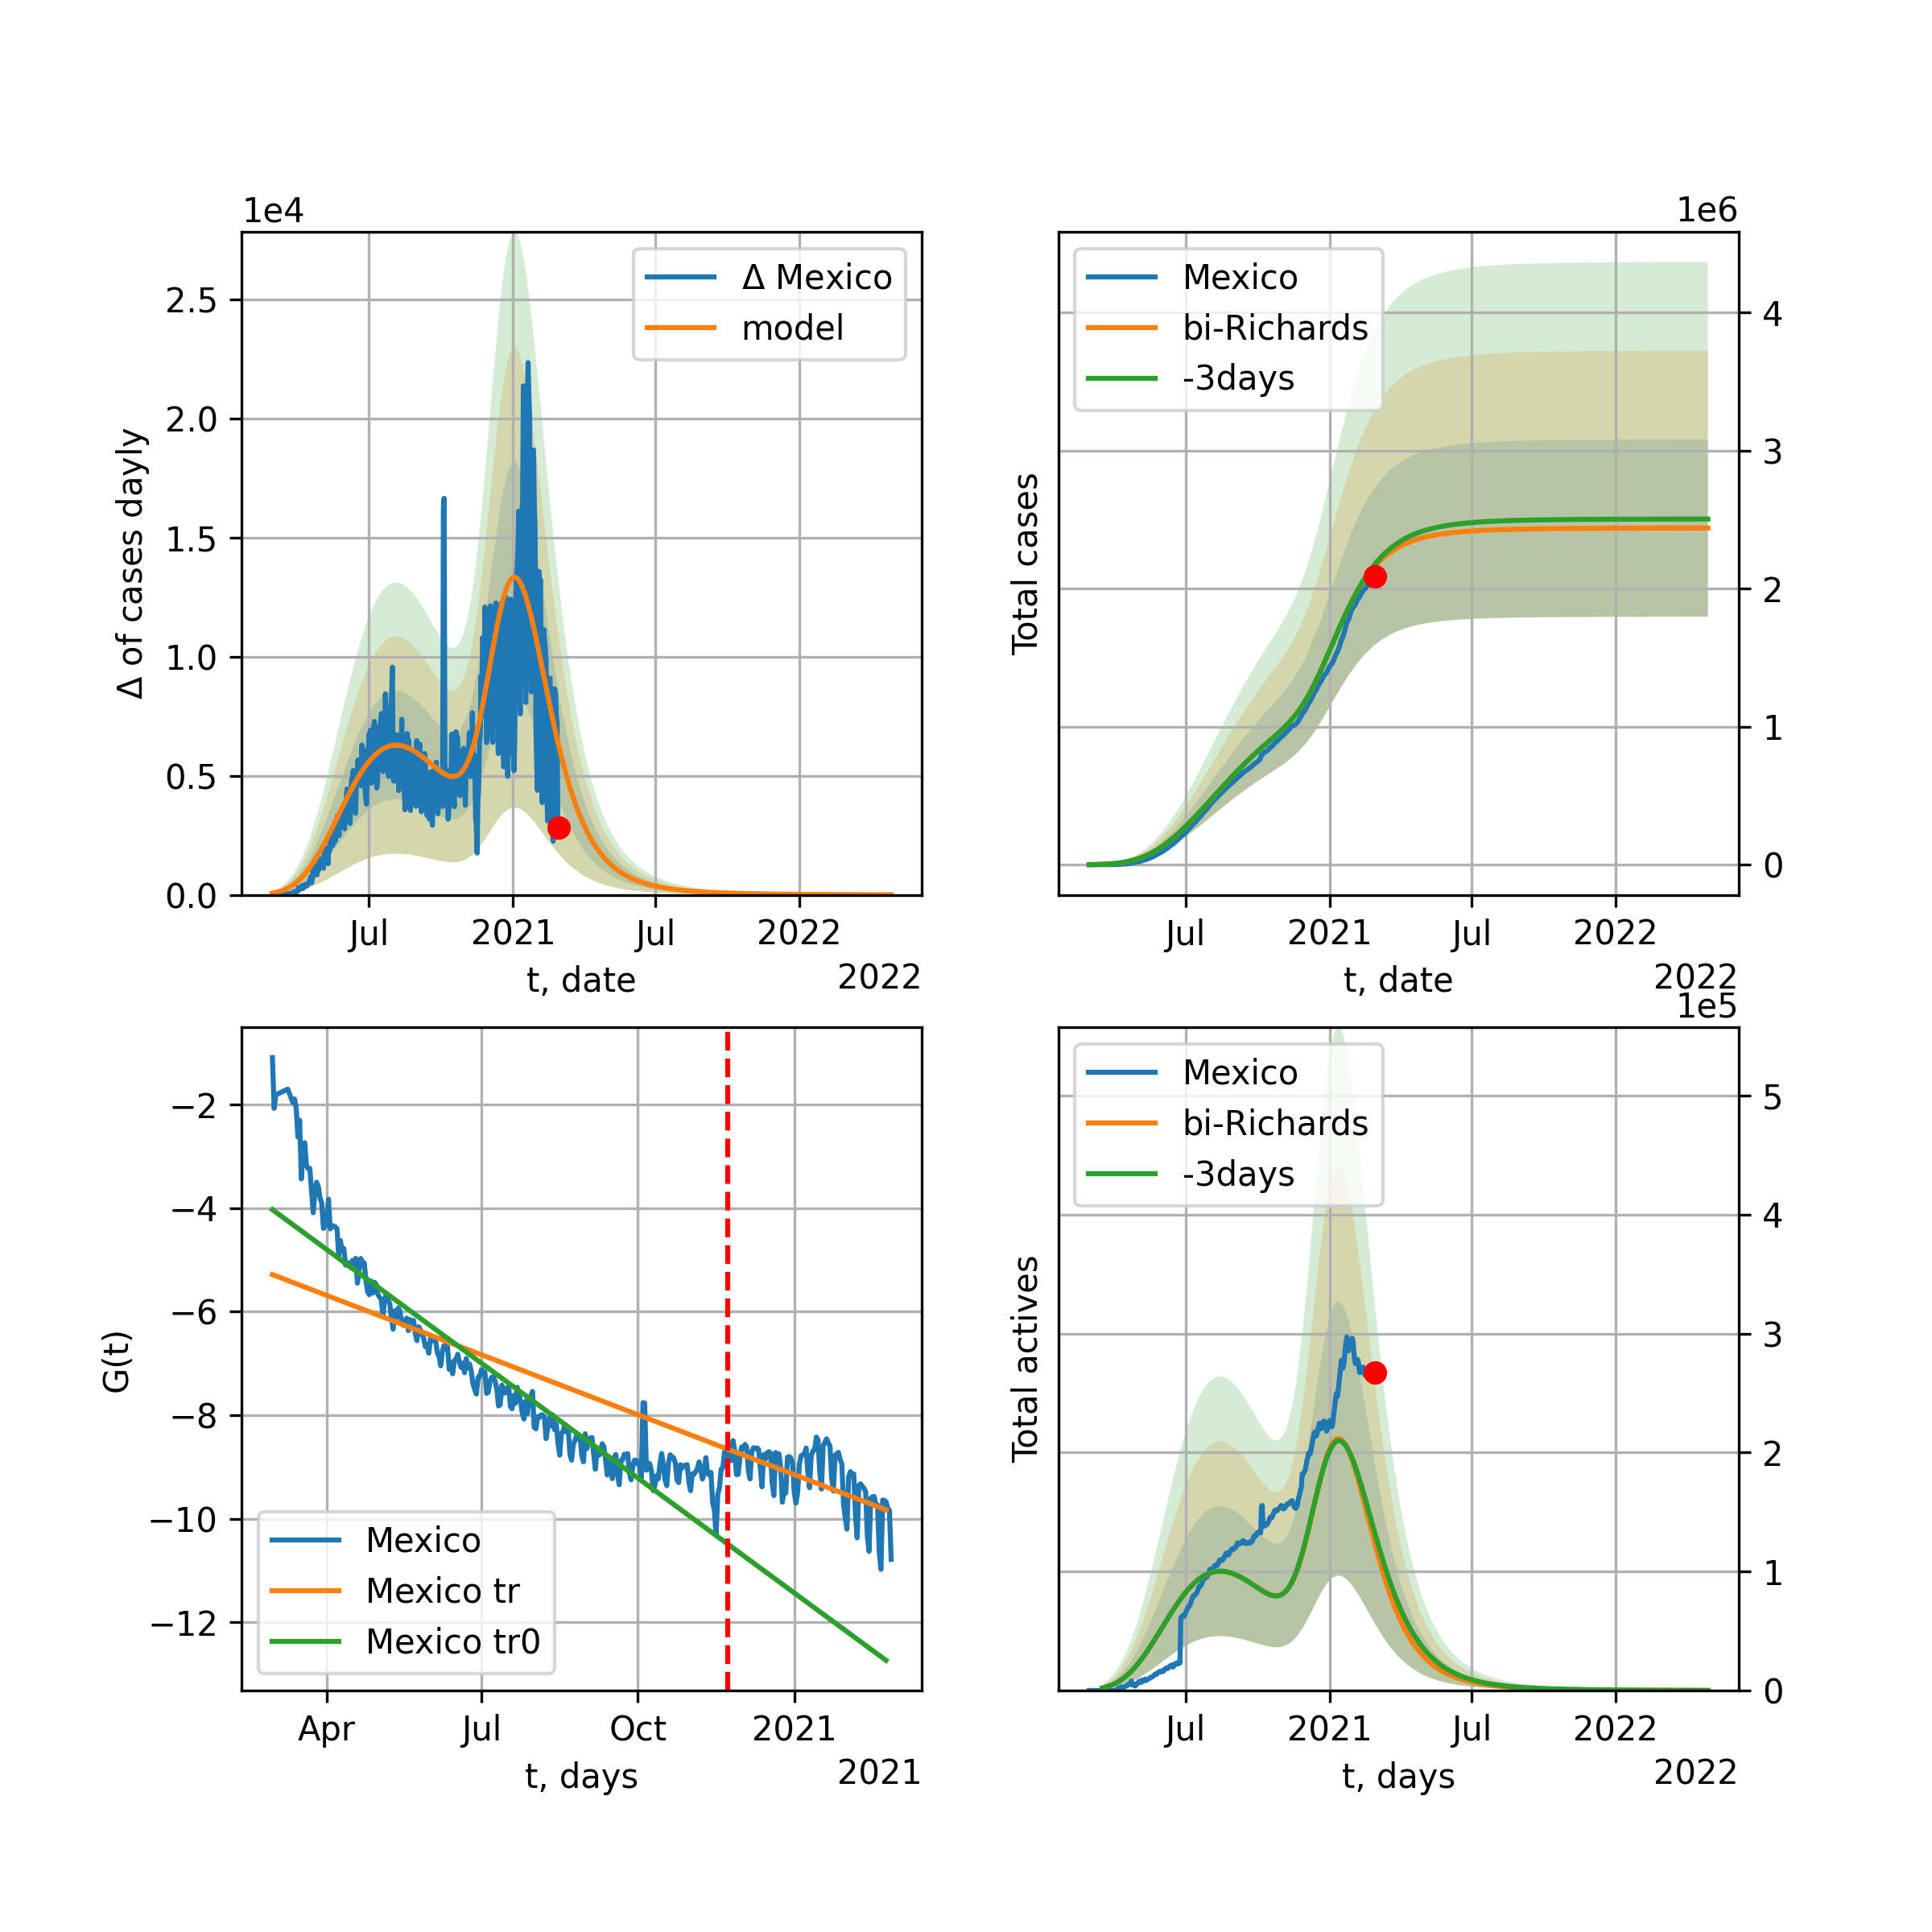 1e4
Δ of cases dayly
2.5
2.0
1.5
1.0
0.5
0.0
Δ Mexico
model
Jul
2021
Jul
2022
t, date
2022
1e6
Total cases
Mexico
bi-Richards
-3days
4
3
2
1
0
Jul
2021
Jul
2022
t, date
2022
G(t)
−2
−4
−6
−8
−10
−12
Mexico
Mexico tr
Mexico tr0
Apr
Jul
Oct
2021
t, days
2021
1e5
Total actives
Mexico
bi-Richards
-3days
5
4
3
2
1
0
Jul
2021
Jul
2022
t, days
2022